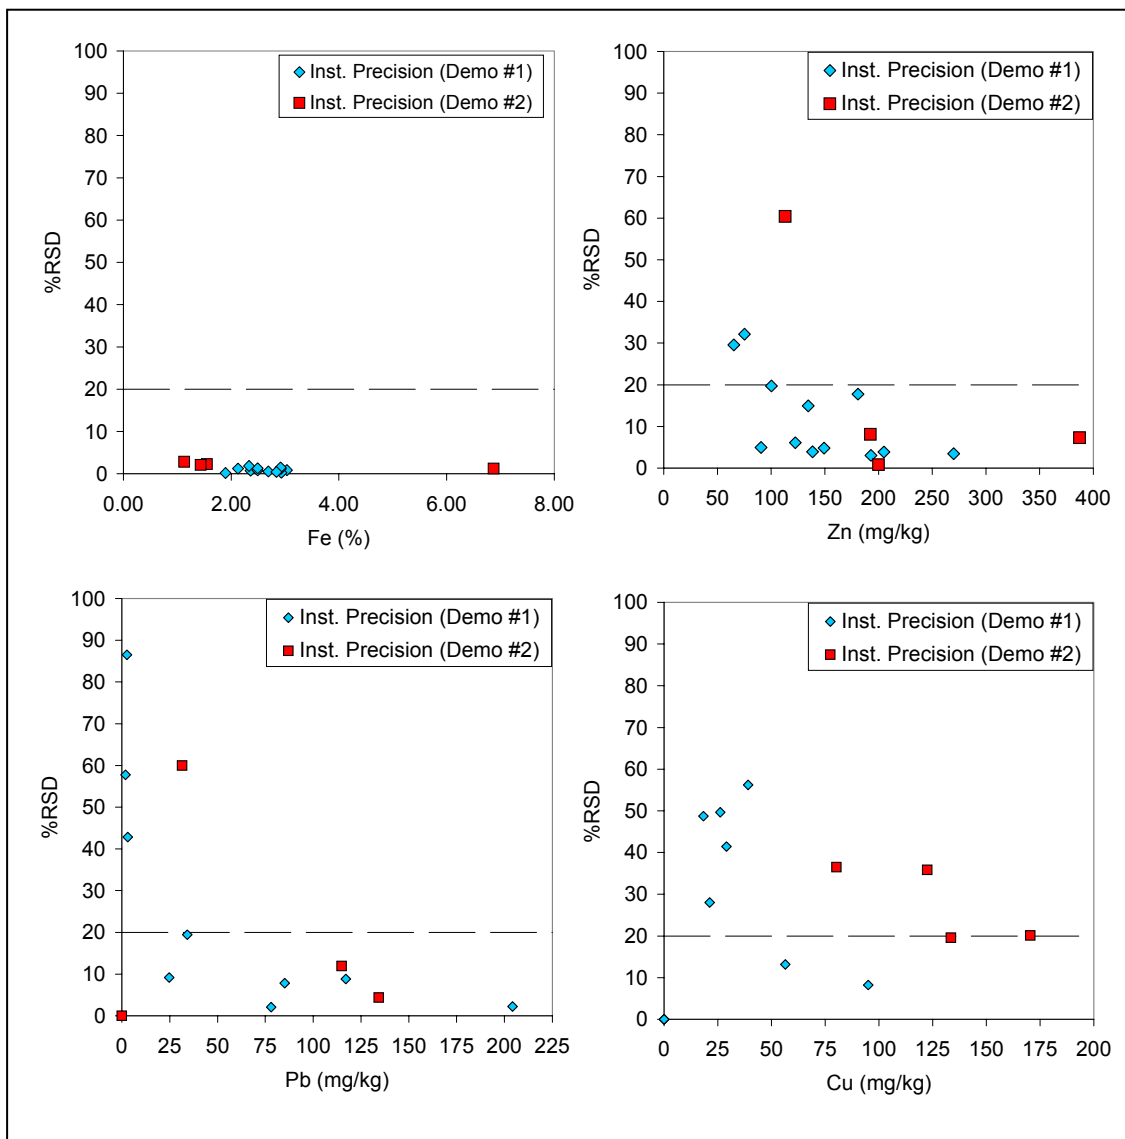 100
90
80
70
60
50
40
30
20
10
0
%RSD
Inst. Precision (Demo #1)
Inst. Precision (Demo #2)
0.00 2.00 4.00 6.00 8.00
Fe (%)
100
90
80
70
60
50
40
30
20
10
0
%RSD
Inst. Precision (Demo #1)
Inst. Precision (Demo #2)
0 50 100 150 200 250 300 350 400
Zn (mg/kg)
100
90
80
70
60
50
40
30
20
10
0
%RSD
Inst. Precision (Demo #1)
Inst. Precision (Demo #2)
0 25 50 75 100 125 150 175 200 225
Pb (mg/kg)
100
90
80
70
60
50
40
30
20
10
0
%RSD
Inst. Precision (Demo #1)
Inst. Precision (Demo #2)
0 25 50 75 100 125 150 175 200
Cu (mg/kg)